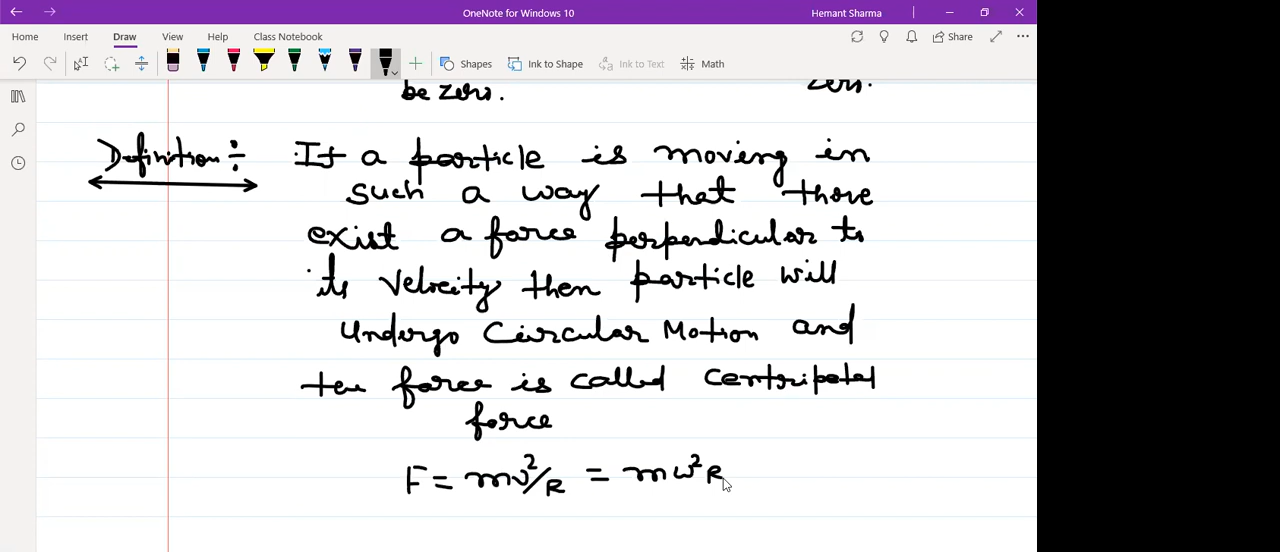 OneNote for Windows 10
Hemant Sharma
Home Insert Draw View Help Class Notebook
Share
Shapes Ink to Shape Ink to Text Math
be zero. zero.
Definition :- If a particle is moving in
such a way that there
exist a force perpendicular to
its velocity then particle will
undergo Circular Motion and
the force is called centripetal
force
F = mv²/R = mω²R